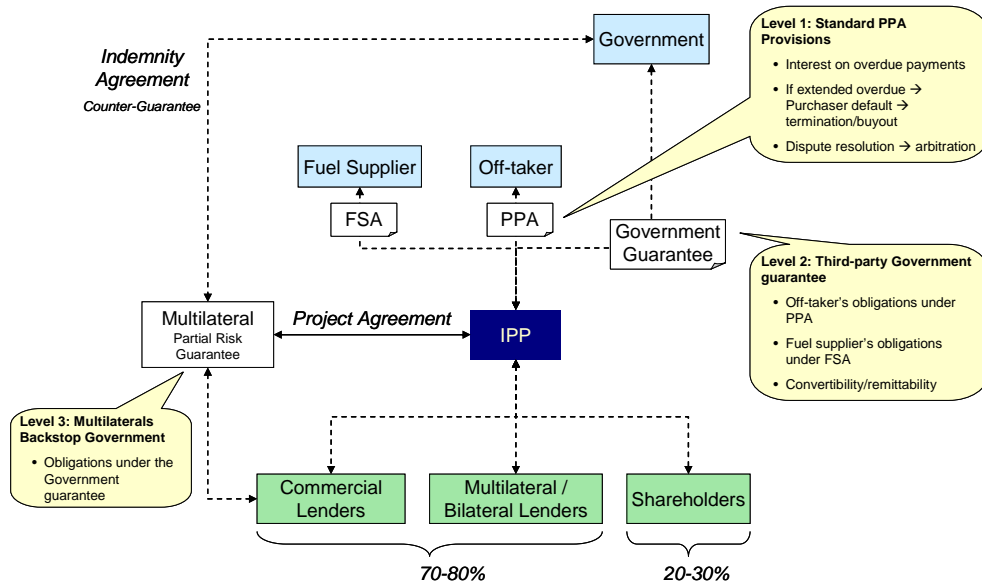 Indemnity
Agreement
Counter-Guarantee
Government
Level 1: Standard PPA
Provisions
• Interest on overdue payments
• If extended overdue →
Purchaser default →
termination/buyout
• Dispute resolution → arbitration
Fuel Supplier
Off-taker
FSA
PPA
Government
Guarantee
Level 2: Third-party Government
guarantee
• Off-taker's obligations under
PPA
• Fuel supplier's obligations
under FSA
• Convertibility/remittability
Multilateral
Partial Risk
Guarantee
Project Agreement
IPP
Level 3: Multilaterals
Backstop Government
• Obligations under the
Government
guarantee
Commercial
Lenders
Multilateral /
Bilateral Lenders
Shareholders
70-80%
20-30%